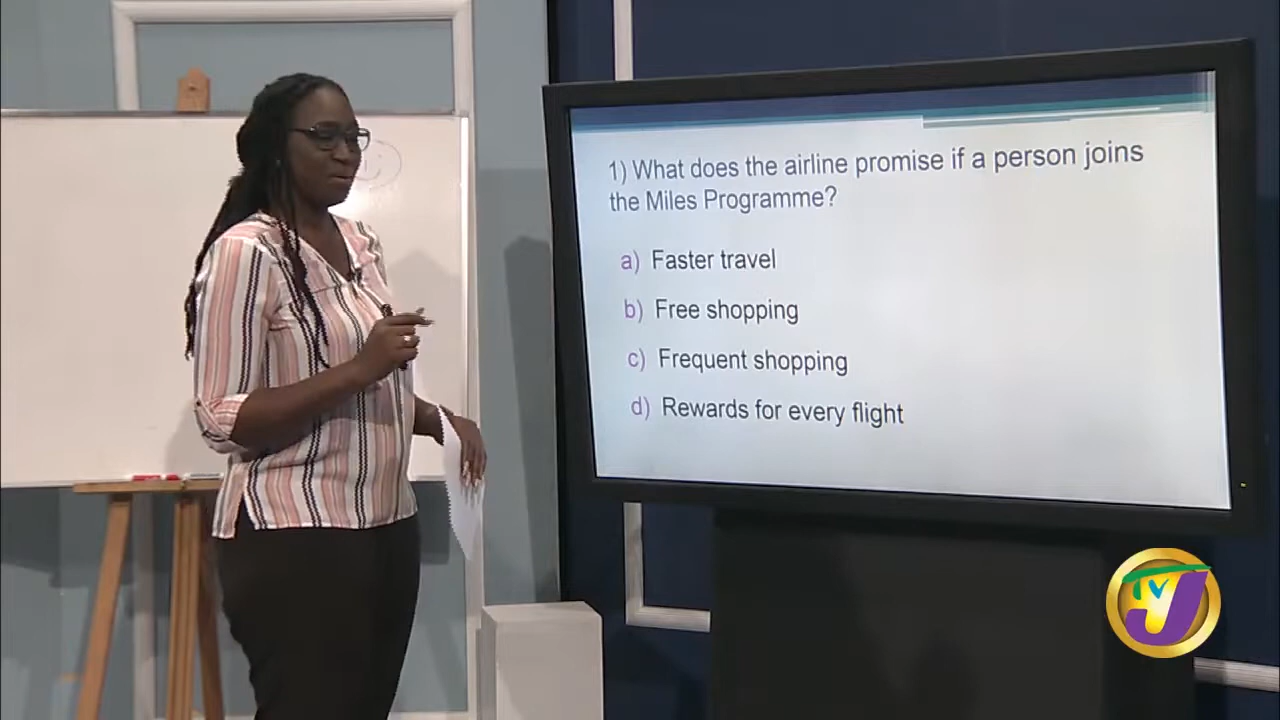 1) What does the airline promise if a person joins
the Miles Programme?
a) Faster travel
b) Free shopping
c) Frequent shopping
d) Rewards for every flight
TVJ